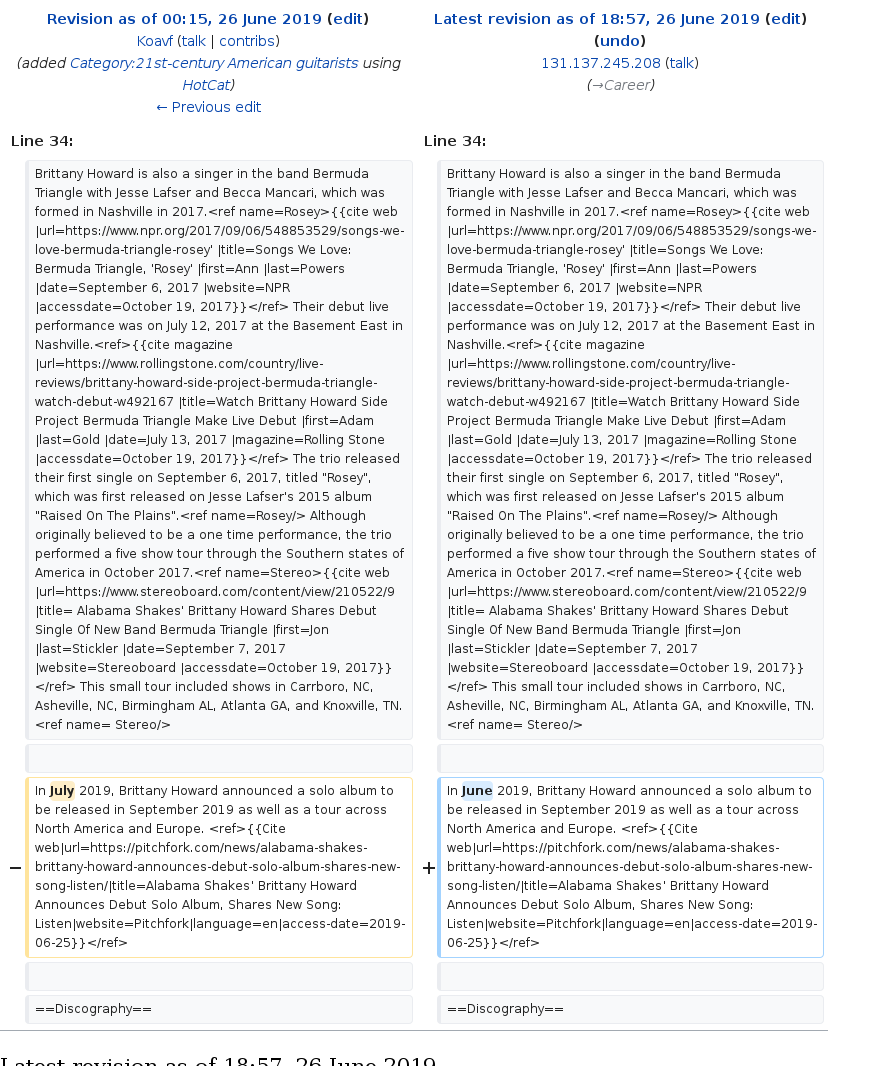 Revision as of 00:15, 26 June 2019 (edit)
Koavf (talk | contribs)
(added Category:21st-century American guitarists using
HotCat)
← Previous edit
Latest revision as of 18:57, 26 June 2019 (edit)
(undo)
131.137.245.208 (talk)
(→Career)
Line 34:
Brittany Howard is also a singer in the band Bermuda
Triangle with Jesse Lafser and Becca Mancari, which was
formed in Nashville in 2017.<ref name=Rosey>{{cite web
|url=https://www.npr.org/2017/09/06/548853529/songs-we-
love-bermuda-triangle-rosey' |title=Songs We Love:
Bermuda Triangle, 'Rosey' |first=Ann |last=Powers
|date=September 6, 2017 |website=NPR
|accessdate=October 19, 2017}}</ref> Their debut live
performance was on July 12, 2017 at the Basement East in
Nashville.<ref>{{cite magazine
|url=https://www.rollingstone.com/country/live-
reviews/brittany-howard-side-project-bermuda-triangle-
watch-debut-w492167 |title=Watch Brittany Howard Side
Project Bermuda Triangle Make Live Debut |first=Adam
|last=Gold |date=July 13, 2017 |magazine=Rolling Stone
|accessdate=October 19, 2017}}</ref> The trio released
their first single on September 6, 2017, titled "Rosey",
which was first released on Jesse Lafser's 2015 album
"Raised On The Plains".<ref name=Rosey/> Although
originally believed to be a one time performance, the trio
performed a five show tour through the Southern states of
America in October 2017.<ref name=Stereo>{{cite web
|url=https://www.stereoboard.com/content/view/210522/9
|title= Alabama Shakes' Brittany Howard Shares Debut
Single Of New Band Bermuda Triangle |first=Jon
|last=Stickler |date=September 7, 2017
|website=Stereoboard |accessdate=October 19, 2017}}
</ref> This small tour included shows in Carrboro, NC,
Asheville, NC, Birmingham AL, Atlanta GA, and Knoxville, TN.
<ref name= Stereo/>
− In July 2019, Brittany Howard announced a solo album to
be released in September 2019 as well as a tour across
North America and Europe. <ref>{{Cite
web|url=https://pitchfork.com/news/alabama-shakes-
brittany-howard-announces-debut-solo-album-shares-new-
song-listen/|title=Alabama Shakes' Brittany Howard
Announces Debut Solo Album, Shares New Song:
Listen|website=Pitchfork|language=en|access-date=2019-
06-25}}</ref>
==Discography==
Line 34:
Brittany Howard is also a singer in the band Bermuda
Triangle with Jesse Lafser and Becca Mancari, which was
formed in Nashville in 2017.<ref name=Rosey>{{cite web
|url=https://www.npr.org/2017/09/06/548853529/songs-we-
love-bermuda-triangle-rosey' |title=Songs We Love:
Bermuda Triangle, 'Rosey' |first=Ann |last=Powers
|date=September 6, 2017 |website=NPR
|accessdate=October 19, 2017}}</ref> Their debut live
performance was on July 12, 2017 at the Basement East in
Nashville.<ref>{{cite magazine
|url=https://www.rollingstone.com/country/live-
reviews/brittany-howard-side-project-bermuda-triangle-
watch-debut-w492167 |title=Watch Brittany Howard Side
Project Bermuda Triangle Make Live Debut |first=Adam
|last=Gold |date=July 13, 2017 |magazine=Rolling Stone
|accessdate=October 19, 2017}}</ref> The trio released
their first single on September 6, 2017, titled "Rosey",
which was first released on Jesse Lafser's 2015 album
"Raised On The Plains".<ref name=Rosey/> Although
originally believed to be a one time performance, the trio
performed a five show tour through the Southern states of
America in October 2017.<ref name=Stereo>{{cite web
|url=https://www.stereoboard.com/content/view/210522/9
|title= Alabama Shakes' Brittany Howard Shares Debut
Single Of New Band Bermuda Triangle |first=Jon
|last=Stickler |date=September 7, 2017
|website=Stereoboard |accessdate=October 19, 2017}}
</ref> This small tour included shows in Carrboro, NC,
Asheville, NC, Birmingham AL, Atlanta GA, and Knoxville, TN.
<ref name= Stereo/>
+ In June 2019, Brittany Howard announced a solo album to
be released in September 2019 as well as a tour across
North America and Europe. <ref>{{Cite
web|url=https://pitchfork.com/news/alabama-shakes-
brittany-howard-announces-debut-solo-album-shares-new-
song-listen/|title=Alabama Shakes' Brittany Howard
Announces Debut Solo Album, Shares New Song:
Listen|website=Pitchfork|language=en|access-date=2019-
06-25}}</ref>
==Discography==
Latest revision as of 18:57, 26 June 2019